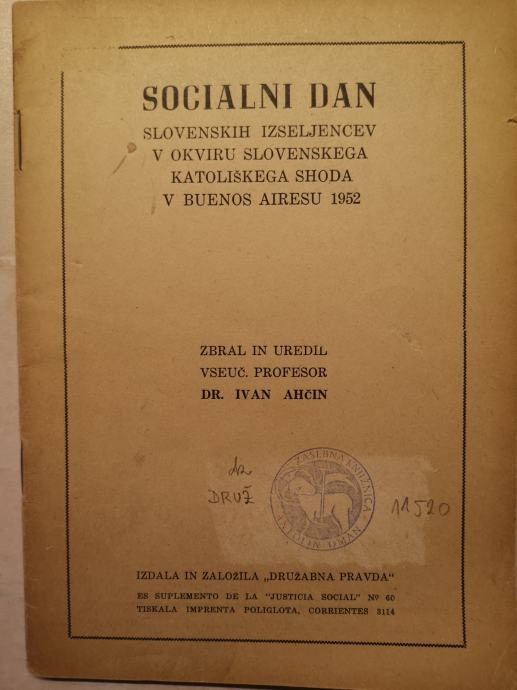 SOCIALNI DAN
SLOVENSKIH IZSELJENCEV
V OKVIRU SLOVENSKEGA
KATOLIŠKEGA SHODA
V BUENOS AIRESU 1952
ZBRAL IN UREDIL
VSEUČ. PROFESOR
DR. IVAN AHČIN
DRUŽ
ZASEBNA KNJIŽNICA
11520
IZDALA IN ZALOŽILA „DRUŽABNA PRAVDA“
ES SUPLEMENTO DE LA "JUSTICIA SOCIAL" Nº 60
TISKALA IMPRENTA POLIGLOTA, CORRIENTES 3114